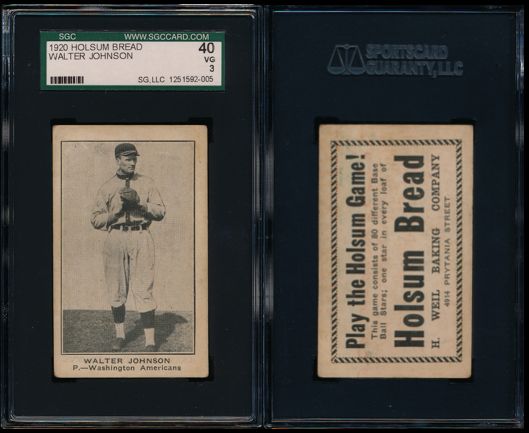 SGC
WWW.SGCCARD.COM
1920 HOLSUM BREAD
WALTER JOHNSON
40
VG
3
SG, LLC 1251592-005
WALTER JOHNSON
P.—Washington Americans
SPORTSCARD
GUARANTY, LLC
Play the Holsum Game!
This game consists of 80 different Base
Ball Stars; one star in every loaf of
Holsum Bread
H. WEIL BAKING COMPANY
4914 PRYTANIA STREET